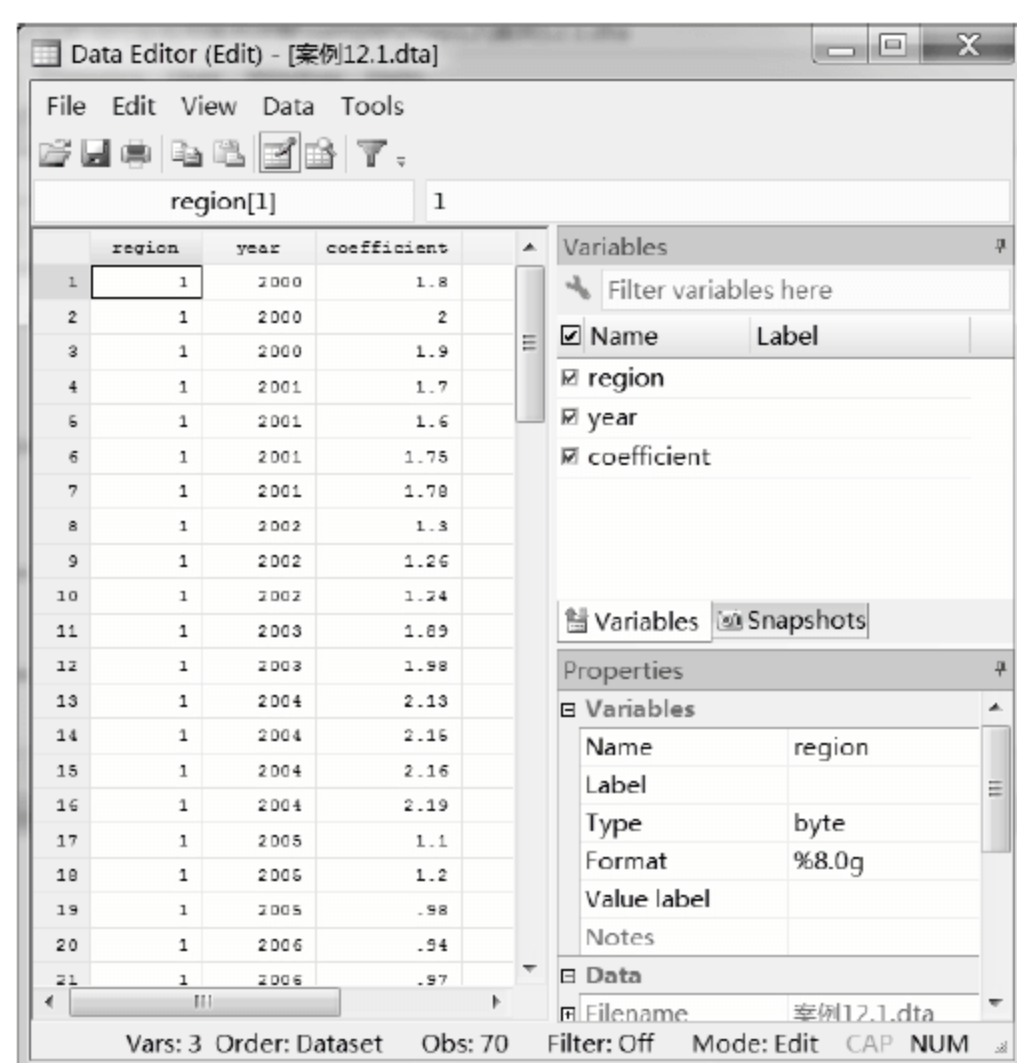 Data Editor (Edit) - [案例12.1.dta]
File Edit View Data Tools
region[1] 1
region year coefficient
1 1 2000 1.8
2 1 2000 2
3 1 2000 1.9
4 1 2001 1.7
5 1 2001 1.6
6 1 2001 1.75
7 1 2001 1.78
8 1 2002 1.3
9 1 2002 1.26
10 1 2002 1.24
11 1 2003 1.89
12 1 2003 1.98
13 1 2004 2.13
14 1 2004 2.15
15 1 2004 2.16
16 1 2004 2.19
17 1 2005 1.1
18 1 2005 1.2
19 1 2005 .98
20 1 2006 .94
21 1 2006 .97
Variables
Filter variables here
Name Label
region
year
coefficient
Variables Snapshots
Properties
Variables
Name region
Label
Type byte
Format %8.0g
Value label
Notes
Data
Filename 案例12.1.dta
Vars: 3 Order: Dataset Obs: 70 Filter: Off Mode: Edit CAP NUM